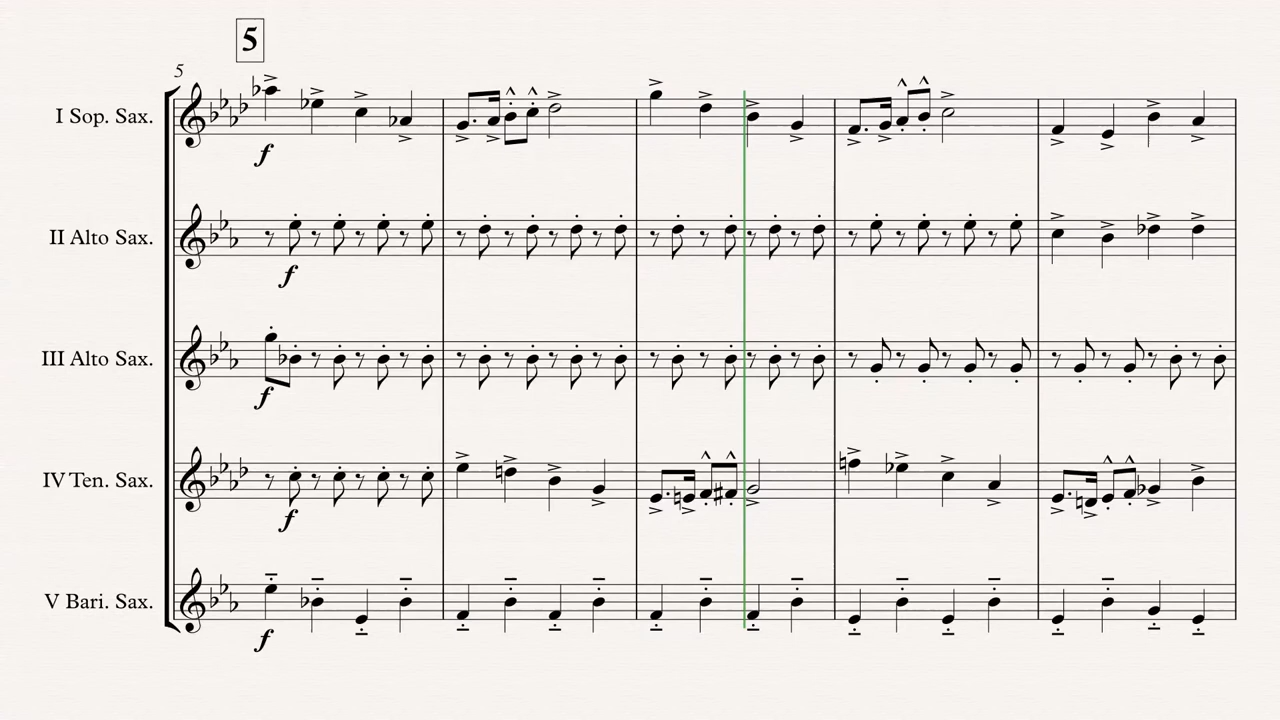 5
5
I Sop. Sax.
f
II Alto Sax.
f
III Alto Sax.
f
IV Ten. Sax.
f
V Bari. Sax.
f